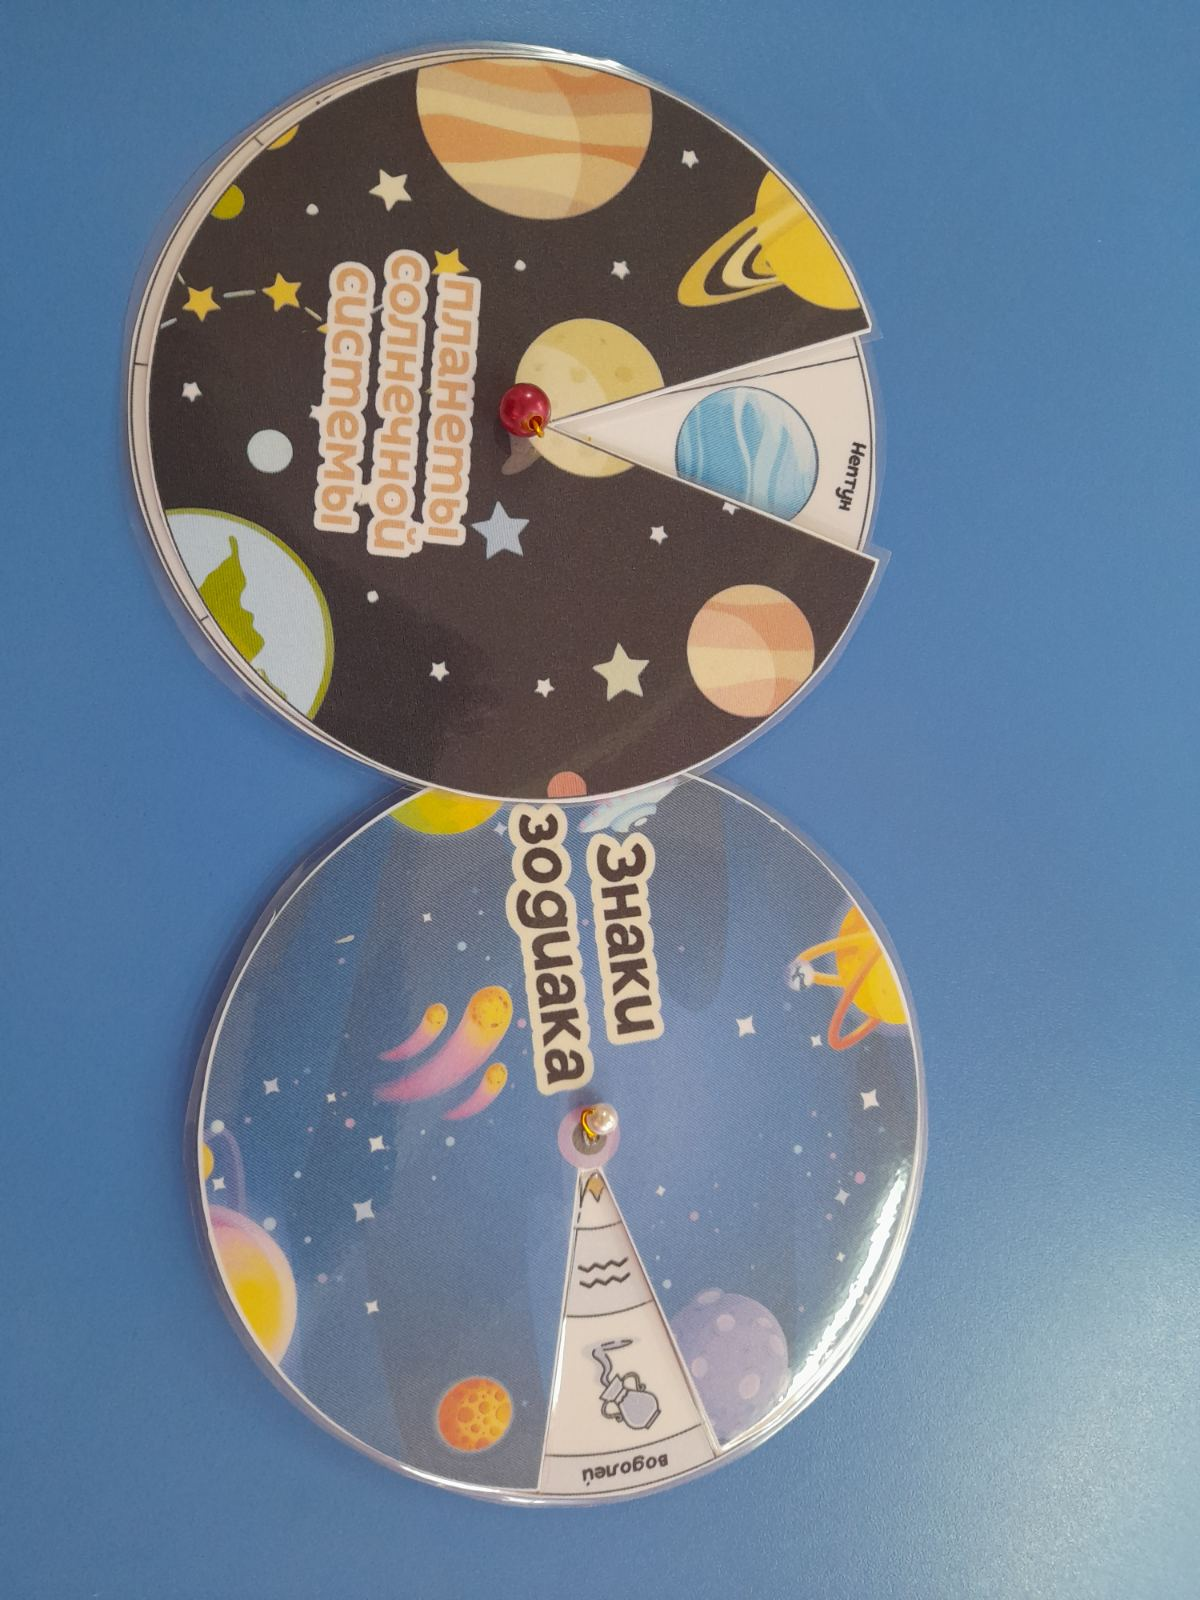 планеты
солнечной
системы
Нептун
Знаки
зодиака
водолей